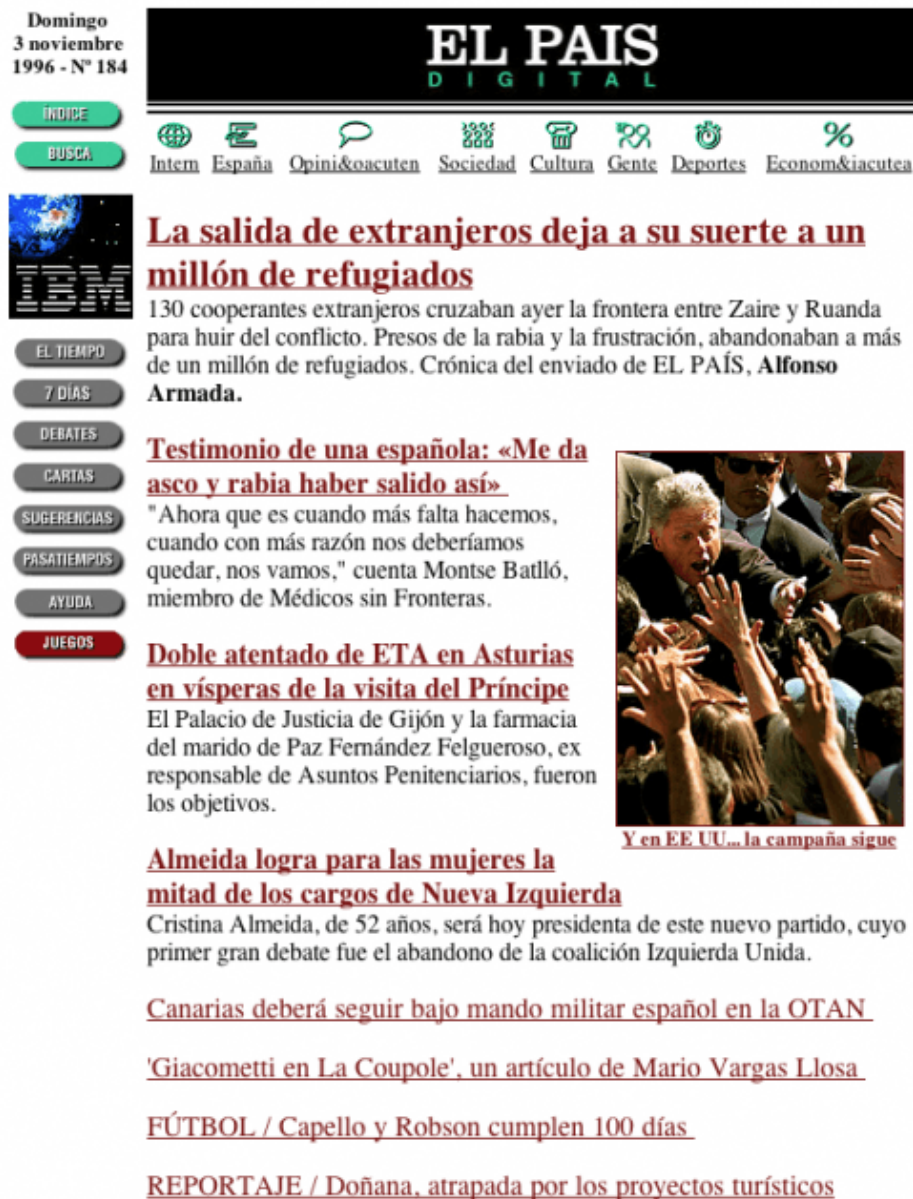 Domingo
3 noviembre
1996 - Nº 184
EL PAIS
DIGITAL
ÍNDICE
BUSCA
Intern España Opini&oacuten Sociedad Cultura Gente Deportes Econom&iacutea
IBM
EL TIEMPO
7 DÍAS
DEBATES
CARTAS
SUGERENCIAS
PASATIEMPOS
AYUDA
JUEGOS
La salida de extranjeros deja a su suerte a un
millón de refugiados
130 cooperantes extranjeros cruzaban ayer la frontera entre Zaire y Ruanda
para huir del conflicto. Presos de la rabia y la frustración, abandonaban a más
de un millón de refugiados. Crónica del enviado de EL PAÍS, Alfonso
Armada.
Testimonio de una española: «Me da
asco y rabia haber salido así»
"Ahora que es cuando más falta hacemos,
cuando con más razón nos deberíamos
quedar, nos vamos," cuenta Montse Batlló,
miembro de Médicos sin Fronteras.
Doble atentado de ETA en Asturias
en vísperas de la visita del Príncipe
El Palacio de Justicia de Gijón y la farmacia
del marido de Paz Fernández Felgueroso, ex
responsable de Asuntos Penitenciarios, fueron
los objetivos.
Y en EE UU... la campaña sigue
Almeida logra para las mujeres la
mitad de los cargos de Nueva Izquierda
Cristina Almeida, de 52 años, será hoy presidenta de este nuevo partido, cuyo
primer gran debate fue el abandono de la coalición Izquierda Unida.
Canarias deberá seguir bajo mando militar español en la OTAN
'Giacometti en La Coupole', un artículo de Mario Vargas Llosa
FÚTBOL / Capello y Robson cumplen 100 días
REPORTAJE / Doñana, atrapada por los proyectos turísticos